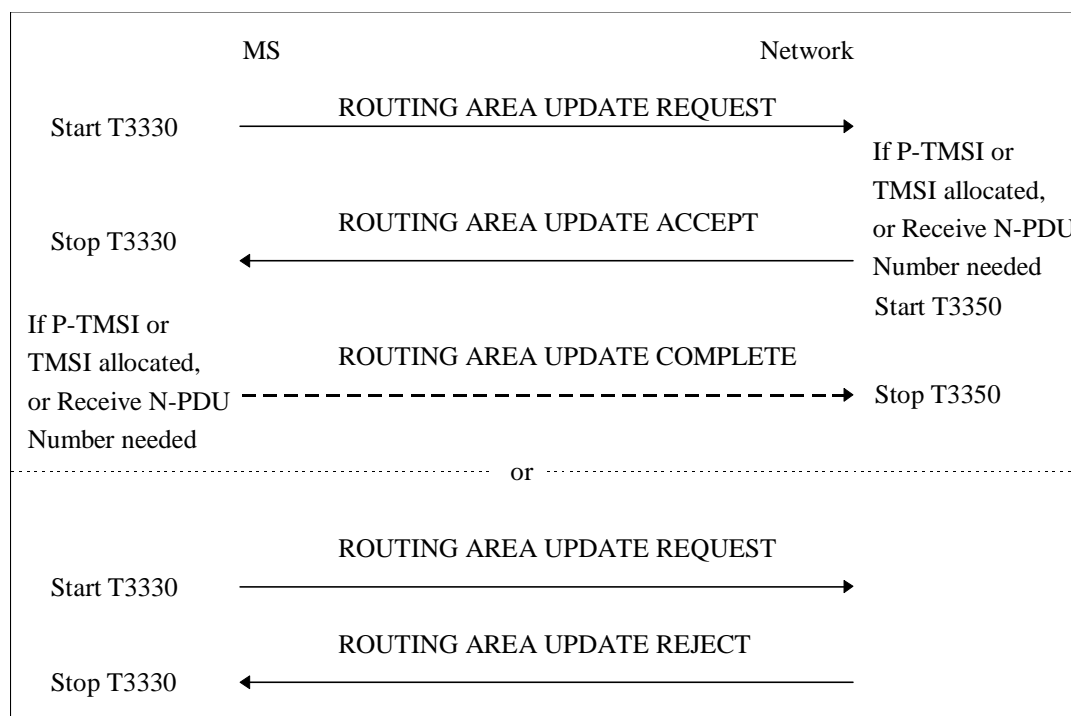 MS Network
ROUTING AREA UPDATE REQUEST
Start T3330
If P-TMSI or
TMSI allocated,
or Receive N-PDU
Number needed
Start T3350
ROUTING AREA UPDATE ACCEPT
Stop T3330
If P-TMSI or
TMSI allocated,
or Receive N-PDU
Number needed
ROUTING AREA UPDATE COMPLETE
Stop T3350
or
ROUTING AREA UPDATE REQUEST
Start T3330
ROUTING AREA UPDATE REJECT
Stop T3330